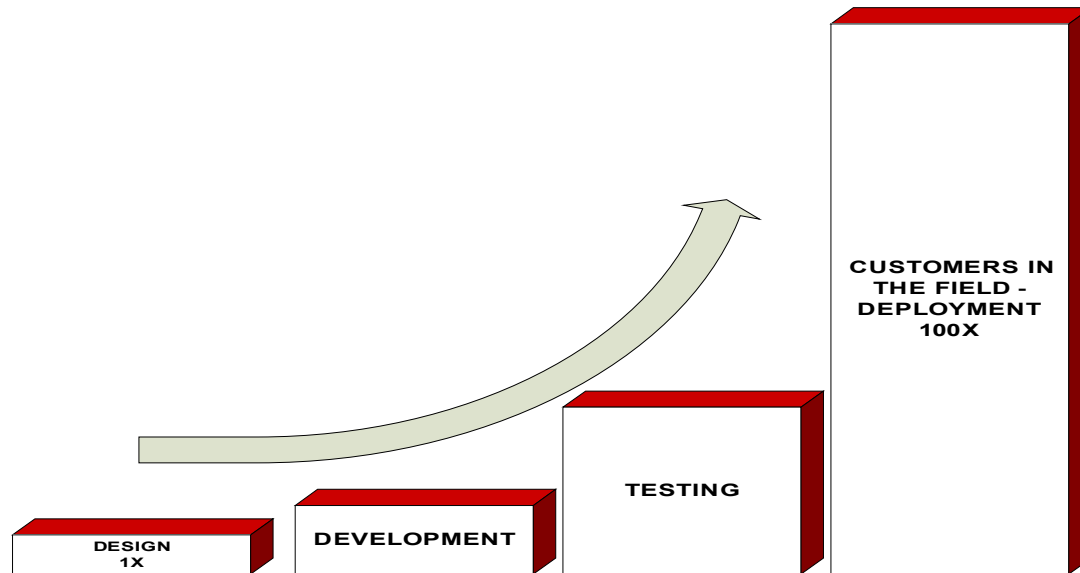 DESIGN
1X
DEVELOPMENT
TESTING
CUSTOMERS IN
THE FIELD -
DEPLOYMENT
100X